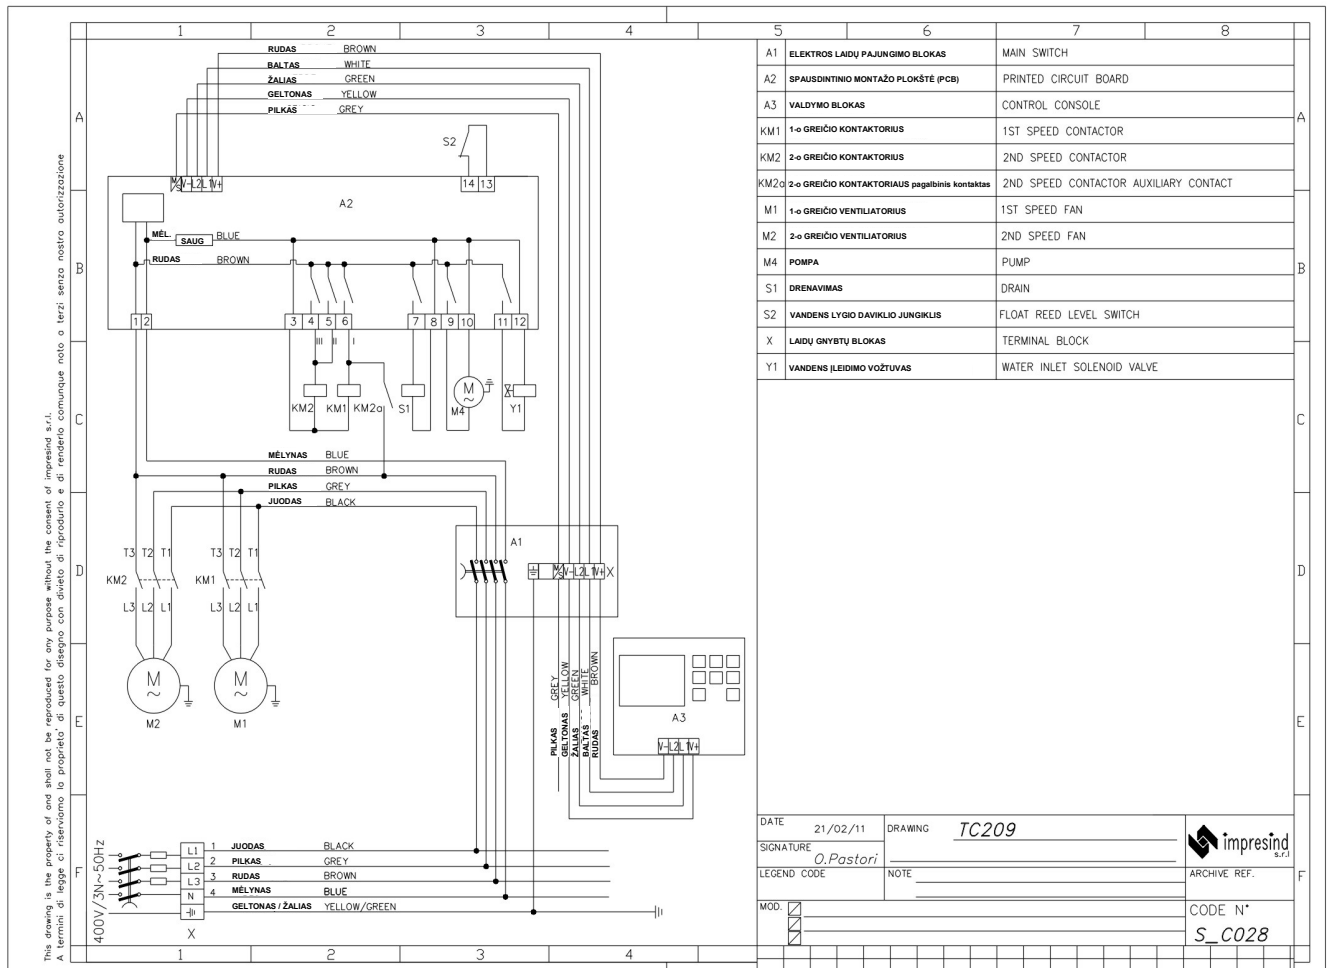 1 2 3 4 5 6 7 8
RUDAS BROWN
BALTAS WHITE
ŽALIAS GREEN
GELTONAS YELLOW
PILKAS GREY
A1 ELEKTROS LAIDŲ PAJUNGIMO BLOKAS MAIN SWITCH
A2 SPAUSDINTINIO MONTAŽO PLOKŠTĖ (PCB) PRINTED CIRCUIT BOARD
A3 VALDYMO BLOKAS CONTROL CONSOLE
KM1 1-o GREIČIO KONTAKTORIUS 1ST SPEED CONTACTOR
KM2 2-o GREIČIO KONTAKTORIUS 2ND SPEED CONTACTOR
KM2a 2-o GREIČIO KONTAKTORIAUS pagalbinis kontaktas 2ND SPEED CONTACTOR AUXILIARY CONTACT
M1 1-o GREIČIO VENTILIATORIUS 1ST SPEED FAN
M2 2-o GREIČIO VENTILIATORIUS 2ND SPEED FAN
M4 POMPA PUMP
S1 DRENAVIMAS DRAIN
S2 VANDENS LYGIO DAVIKLIO JUNGIKLIS FLOAT REED LEVEL SWITCH
X LAIDŲ GNYBTŲ BLOKAS TERMINAL BLOCK
Y1 VANDENS ĮLEIDIMO VOŽTUVAS WATER INLET SOLENOID VALVE
A A
B B
C C
D D
E E
F F
S2
M/S V- L2 L1 V+ 14 13
A2
MĖL. SAUG BLUE
RUDAS BROWN
1 2 3 4 5 6 7 8 9 10 11 12
III II I
M ~
KM2 KM1 KM2a S1 M4 Y1
MĖLYNAS BLUE
RUDAS BROWN
PILKAS GREY
JUODAS BLACK
A1
T3 T2 T1 T3 T2 T1
KM2 KM1
M/S V- L2 L1 V+ X
L3 L2 L1 L3 L2 L1
M ~ M ~
M2 M1
GREY
YELLOW
GREEN
WHITE
BROWN
PILKAS
GELTONAS
ŽALIAS
BALTAS
RUDAS
A3
V- L2 L1 V+
400V/3N~50Hz
L1 1 JUODAS BLACK
L2 2 PILKAS GREY
L3 3 RUDAS BROWN
N 4 MĖLYNAS BLUE
GELTONAS / ŽALIAS YELLOW/GREEN
X
1 2 3 4
DATE 21/02/11 DRAWING TC209
SIGNATURE O.Pastori
impresind s.r.l
LEGEND CODE NOTE ARCHIVE REF.
MOD. CODE N°
S_C028
This drawing is the property of and shall not be reproduced for any purpose without the consent of impresind s.r.l.
A termini di legge ci riserviamo la proprieta' di questo disegno con divieto di riprodurlo e di renderlo comunque noto a terzi senza nostra autorizzazione